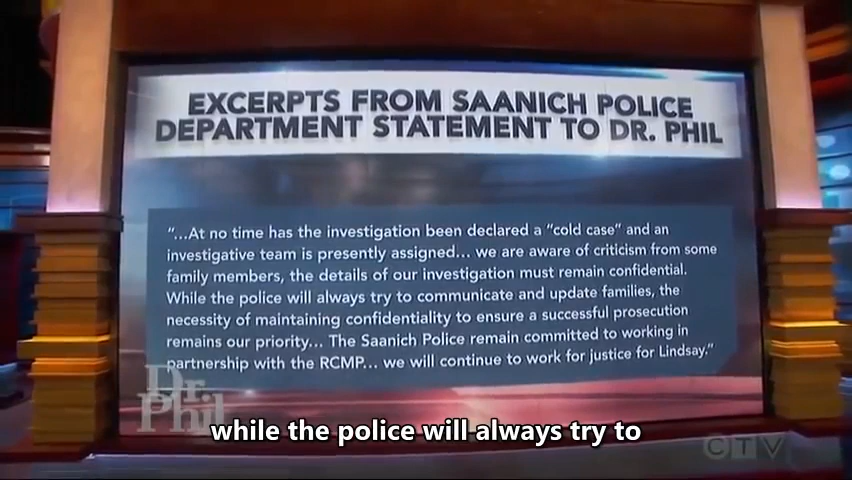 EXCERPTS FROM SAANICH POLICE
DEPARTMENT STATEMENT TO DR. PHIL
"...At no time has the investigation been declared a "cold case" and an
investigative team is presently assigned... we are aware of criticism from some
family members, the details of our investigation must remain confidential.
While the police will always try to communicate and update families, the
necessity of maintaining confidentiality to ensure a successful prosecution
remains our priority... The Saanich Police remain committed to working in
partnership with the RCMP... we will continue to work for justice for Lindsay."
Dr.
Phil
while the police will always try to
CTV